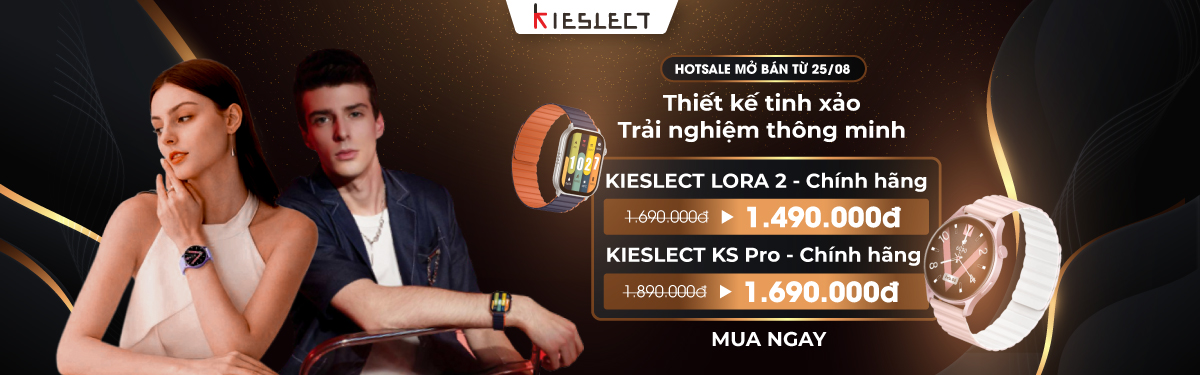 KIESLECT
HOTSALE MỞ BÁN TỪ 25/08
Thiết kế tinh xảo
Trải nghiệm thông minh
KIESLECT LORA 2 - Chính hãng
1.690.000đ ▶ 1.490.000đ
KIESLECT KS Pro - Chính hãng
1.890.000đ ▶ 1.690.000đ
MUA NGAY
1027